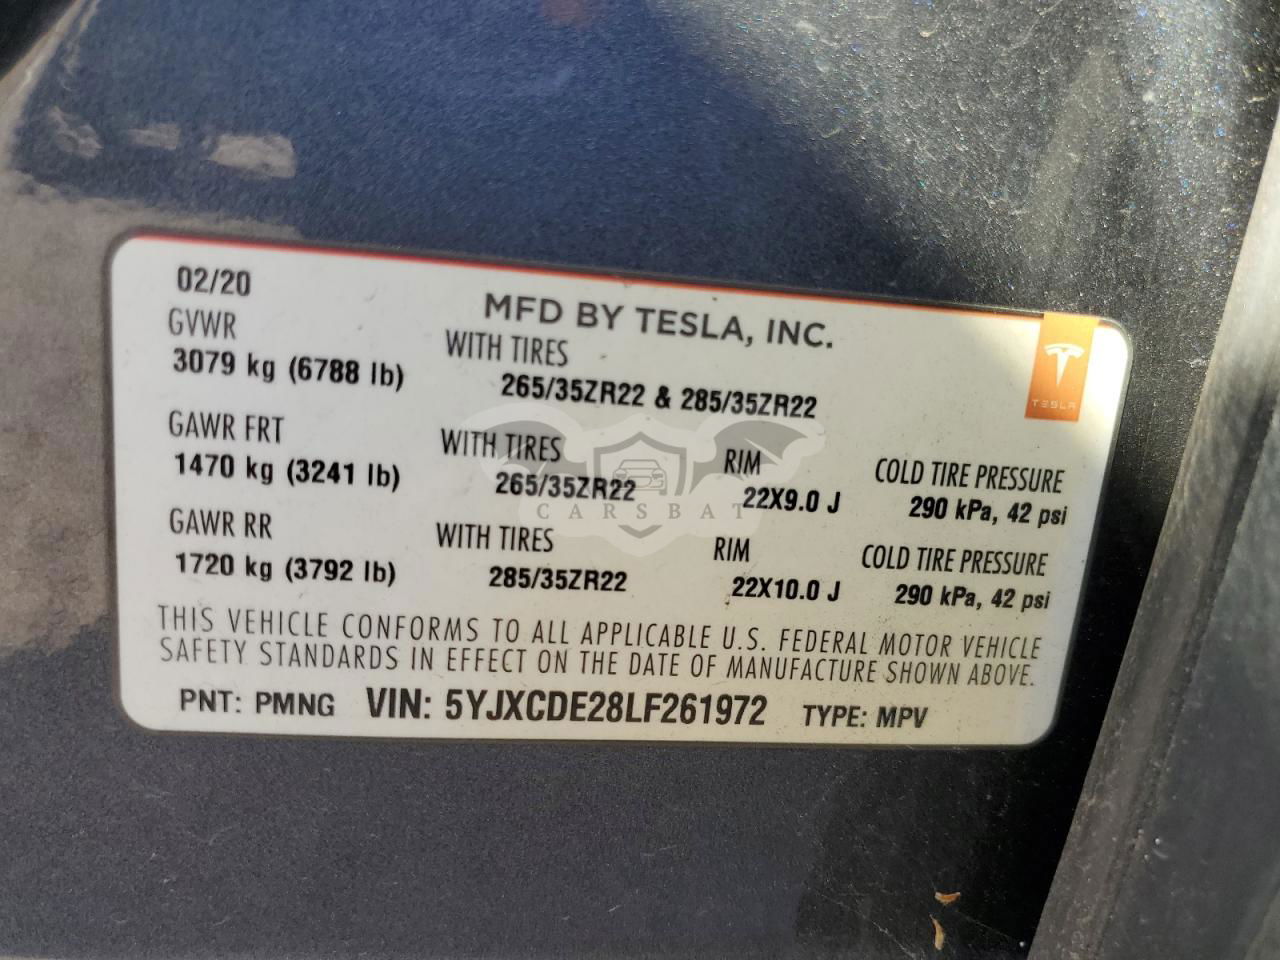 02/20
MFD BY TESLA, INC.
GVWR
3079 kg (6788 lb)
WITH TIRES
265/35ZR22 & 285/35ZR22
TESLA
GAWR FRT
1470 kg (3241 lb)
WITH TIRES
265/35ZR22
RIM
22X9.0 J
COLD TIRE PRESSURE
290 kPa, 42 psi
CARSBAT
GAWR RR
1720 kg (3792 lb)
WITH TIRES
285/35ZR22
RIM
22X10.0 J
COLD TIRE PRESSURE
290 kPa, 42 psi
THIS VEHICLE CONFORMS TO ALL APPLICABLE U.S. FEDERAL MOTOR VEHICLE
SAFETY STANDARDS IN EFFECT ON THE DATE OF MANUFACTURE SHOWN ABOVE.
PNT: PMNG VIN: 5YJXCDE28LF261972 TYPE: MPV